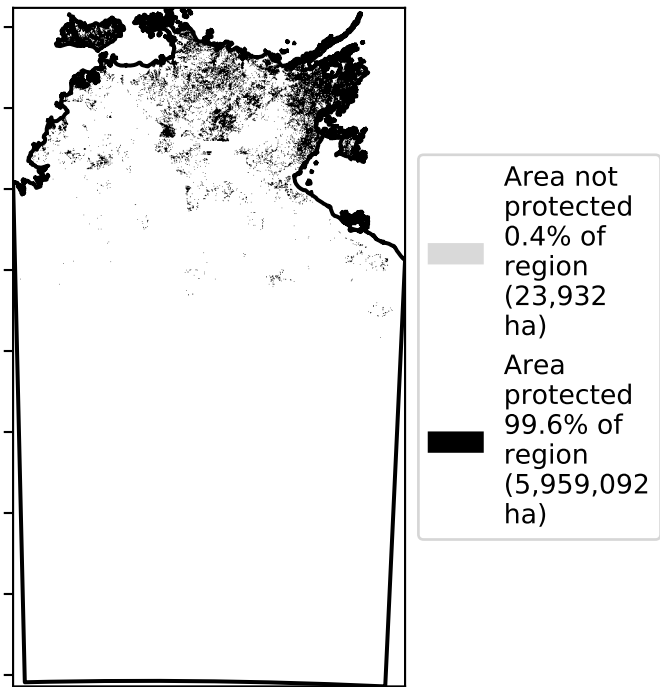 Area not
protected
0.4% of
region
(23,932
ha)
Area
protected
99.6% of
region
(5,959,092
ha)